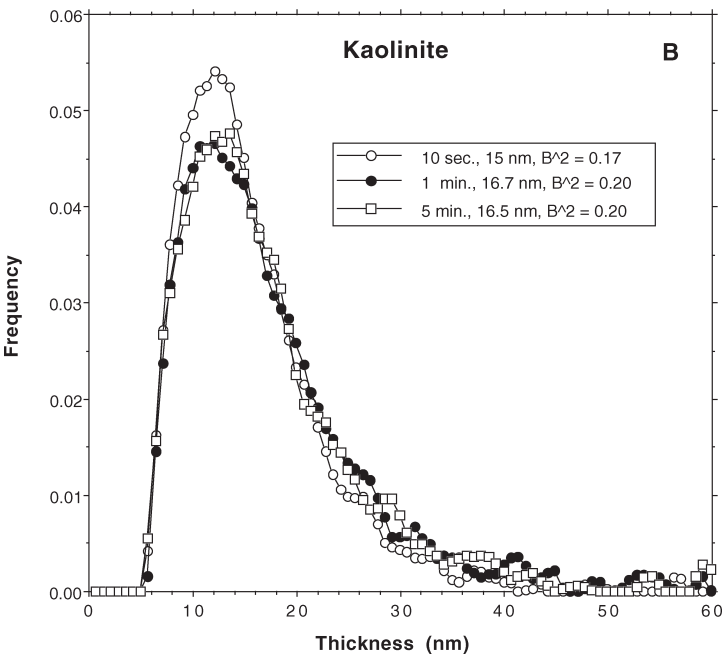 Kaolinite B
10 sec., 15 nm, B^2 = 0.17
1 min., 16.7 nm, B^2 = 0.20
5 min., 16.5 nm, B^2 = 0.20
Frequency
0.06
0.05
0.04
0.03
0.02
0.01
0.00
0 10 20 30 40 50 60
Thickness (nm)